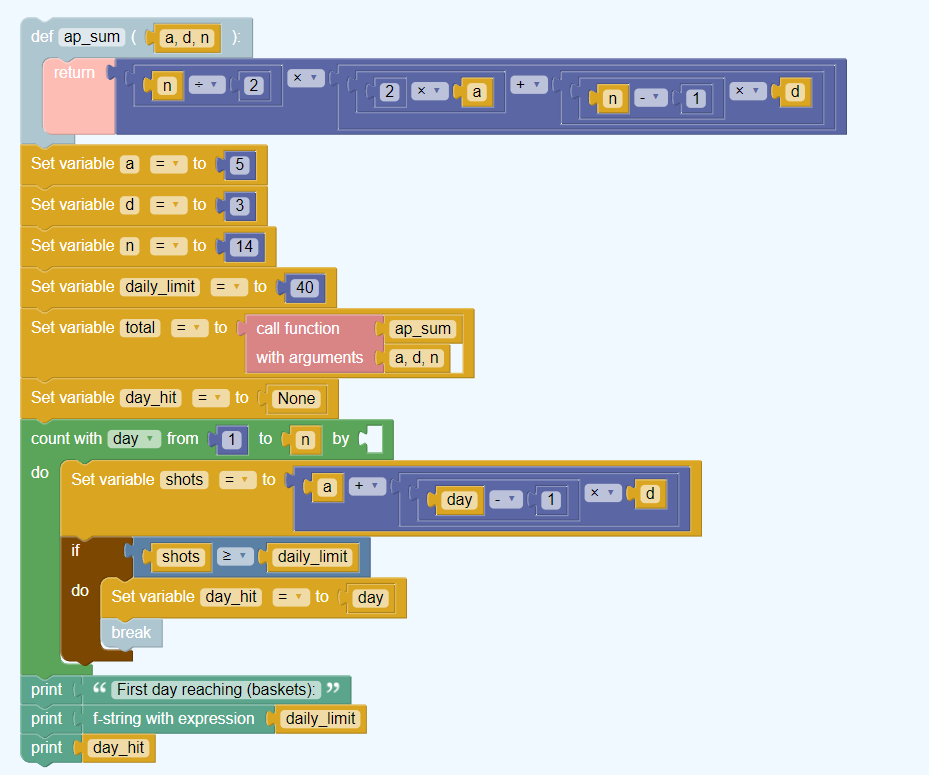 def ap_sum ( a, d, n ):
return n ÷ 2 × 2 × a + n - 1 × d
Set variable a = to 5
Set variable d = to 3
Set variable n = to 14
Set variable daily_limit = to 40
Set variable total = to call function ap_sum
with arguments a, d, n
Set variable day_hit = to None
count with day from 1 to n by
do Set variable shots = to a + day - 1 × d
if shots ≥ daily_limit
do Set variable day_hit = to day
break
print “ First day reaching (baskets): ”
print f-string with expression daily_limit
print day_hit